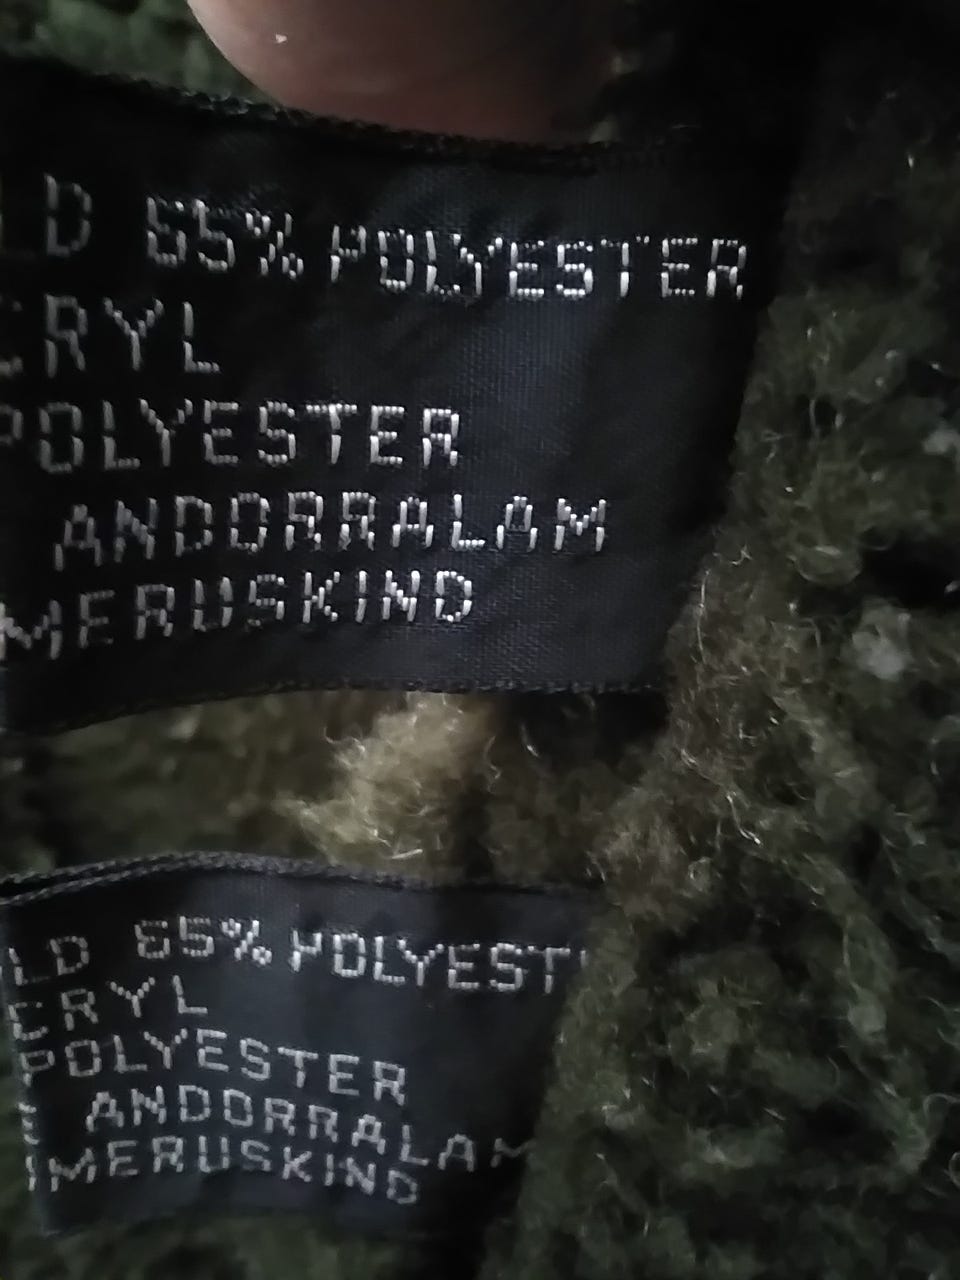 LD 65% POLYESTER
CRYL
POLYESTER
ANDORRALAM
MERUSKIND
LD 65% POLYEST
CRYL
POLYESTER
ANDORRALAM
MERUSKIND